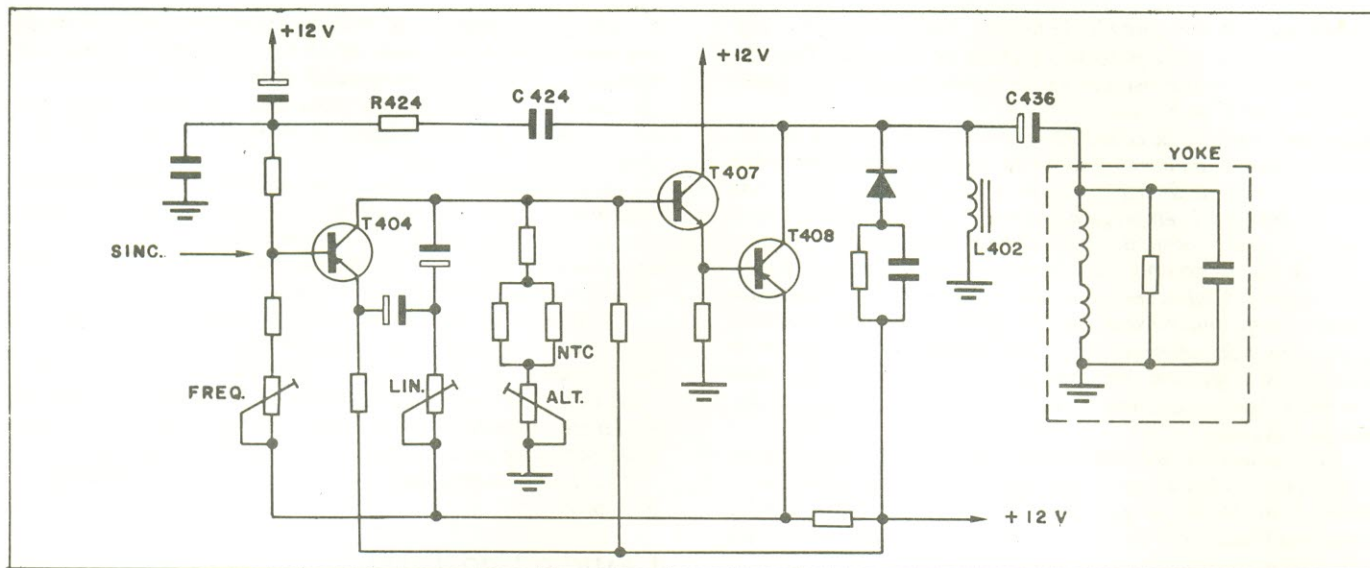 +12 V
+12 V
R424
C 424
C436
YOKE
T407
T404
T408
SINC.
L402
NTC
FREQ.
LIN.
ALT.
+12 V